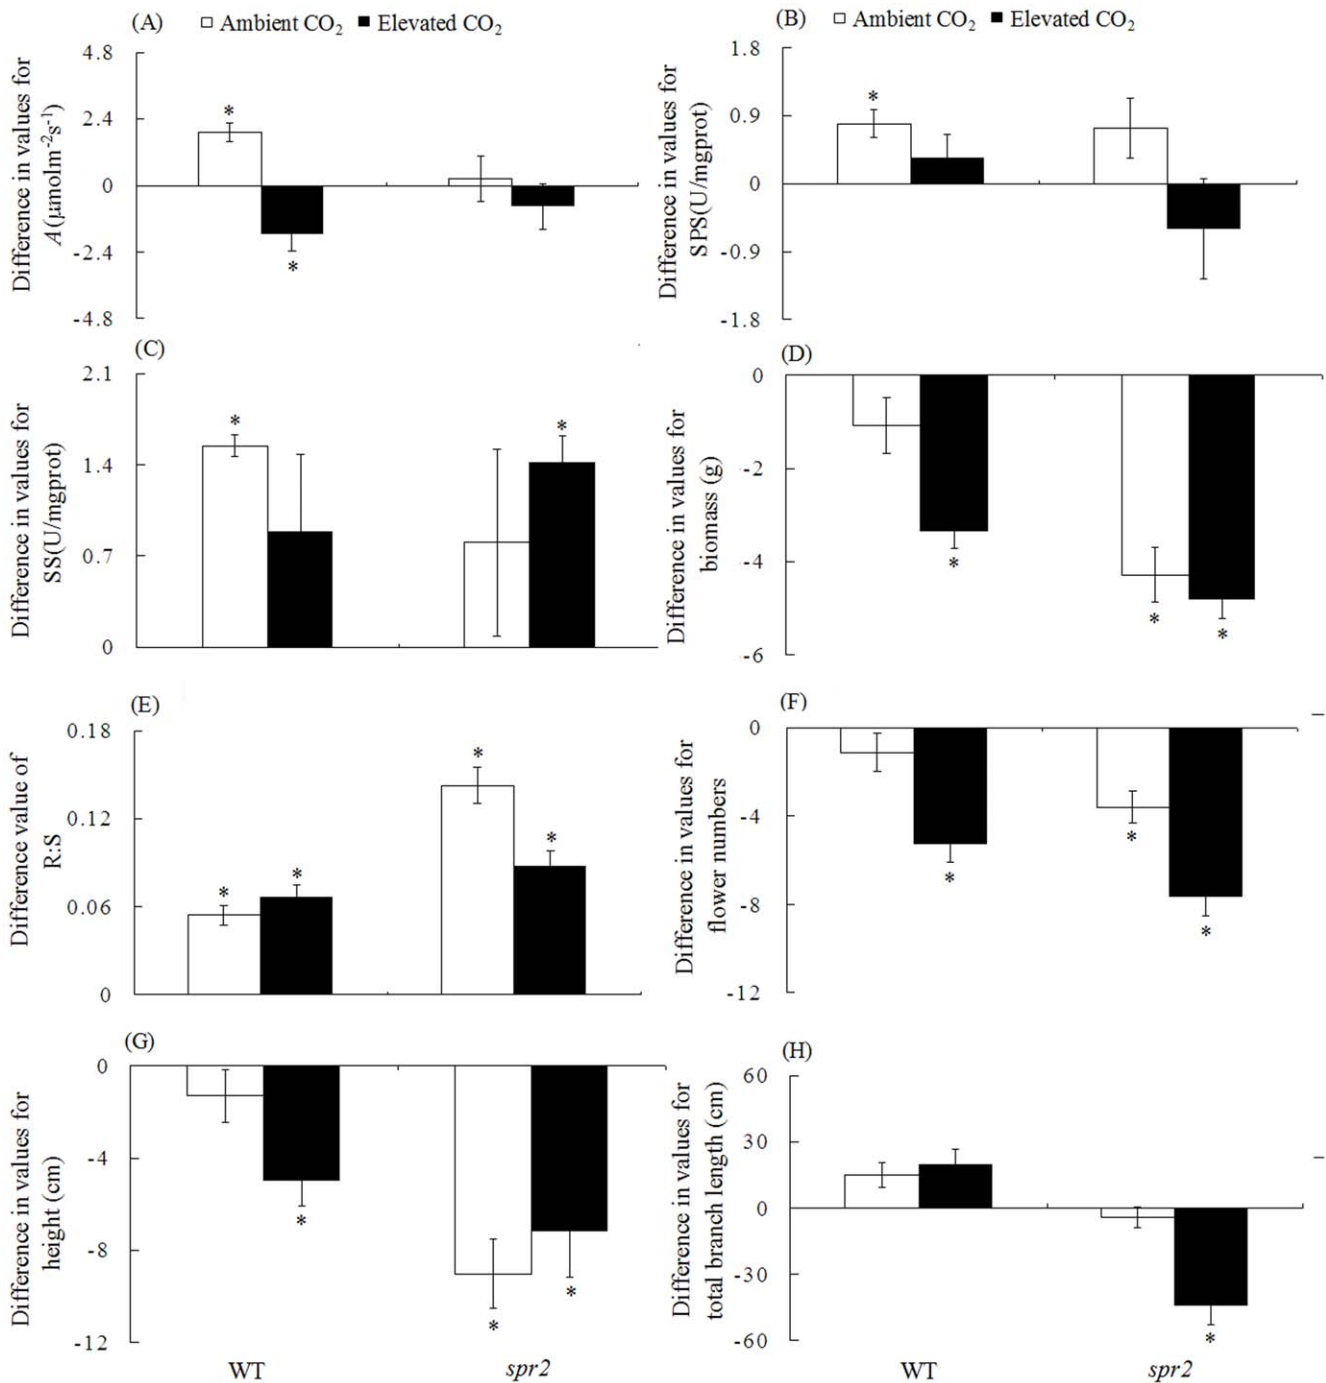 (A) □ Ambient CO₂ ■ Elevated CO₂
Difference in values for
A(μmolm⁻²s⁻¹)
4.8
2.4
0
-2.4
-4.8
*
*
(B) □ Ambient CO₂ ■ Elevated CO₂
Difference in values for
SPS(U/mgprot)
1.8
0.9
0
-0.9
-1.8
*
(C)
Difference in values for
SS(U/mgprot)
2.1
1.4
0.7
0
*
*
(D)
Difference in values for
biomass (g)
0
-2
-4
-6
*
*
*
(E)
Difference value of
R:S
0.18
0.12
0.06
0
*
*
*
*
(F)
Difference in values for
flower numbers
0
-4
-8
-12
*
*
*
(G)
Difference in values for
height (cm)
0
-4
-8
-12
*
*
*
WT spr2
(H)
Difference in values for
total branch length (cm)
60
30
0
-30
-60
*
WT spr2